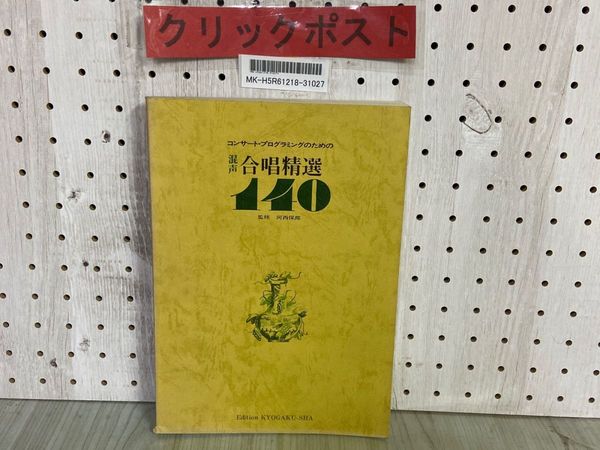 クリックポスト
MK-H5R61218-31027
コンサート・プログラミングのための
混声 合唱精選
140
監修 河西保郎
Edition KYOGAKU-SHA